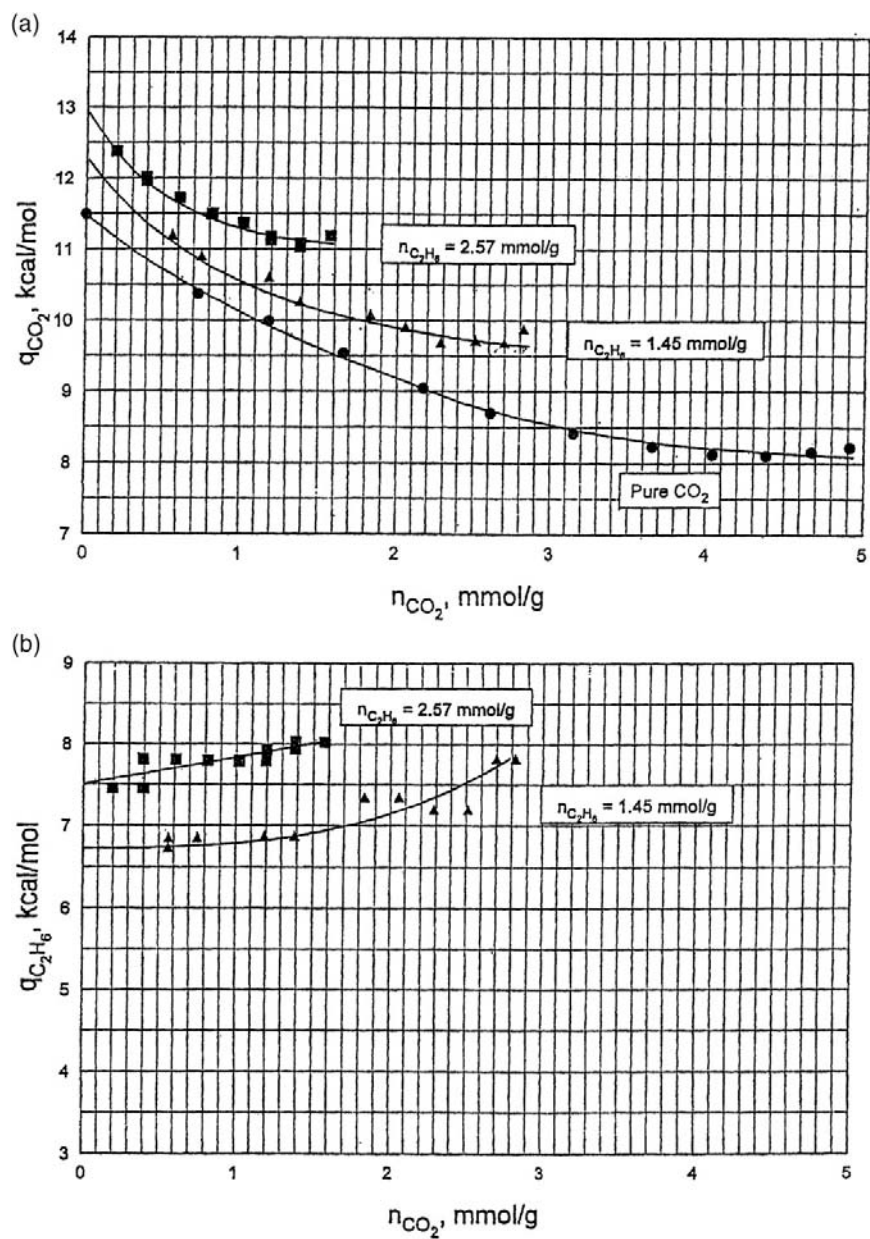 (a)
14
13
12
11
10
9
8
7
q_CO₂, kcal/mol
n_C₂H₆ = 2.57 mmol/g
n_C₂H₆ = 1.45 mmol/g
Pure CO₂
0 1 2 3 4 5
n_CO₂, mmol/g
(b)
9
8
7
6
5
4
3
q_C₂H₆, kcal/mol
n_C₂H₆ = 2.57 mmol/g
n_C₂H₆ = 1.45 mmol/g
0 1 2 3 4 5
n_CO₂, mmol/g